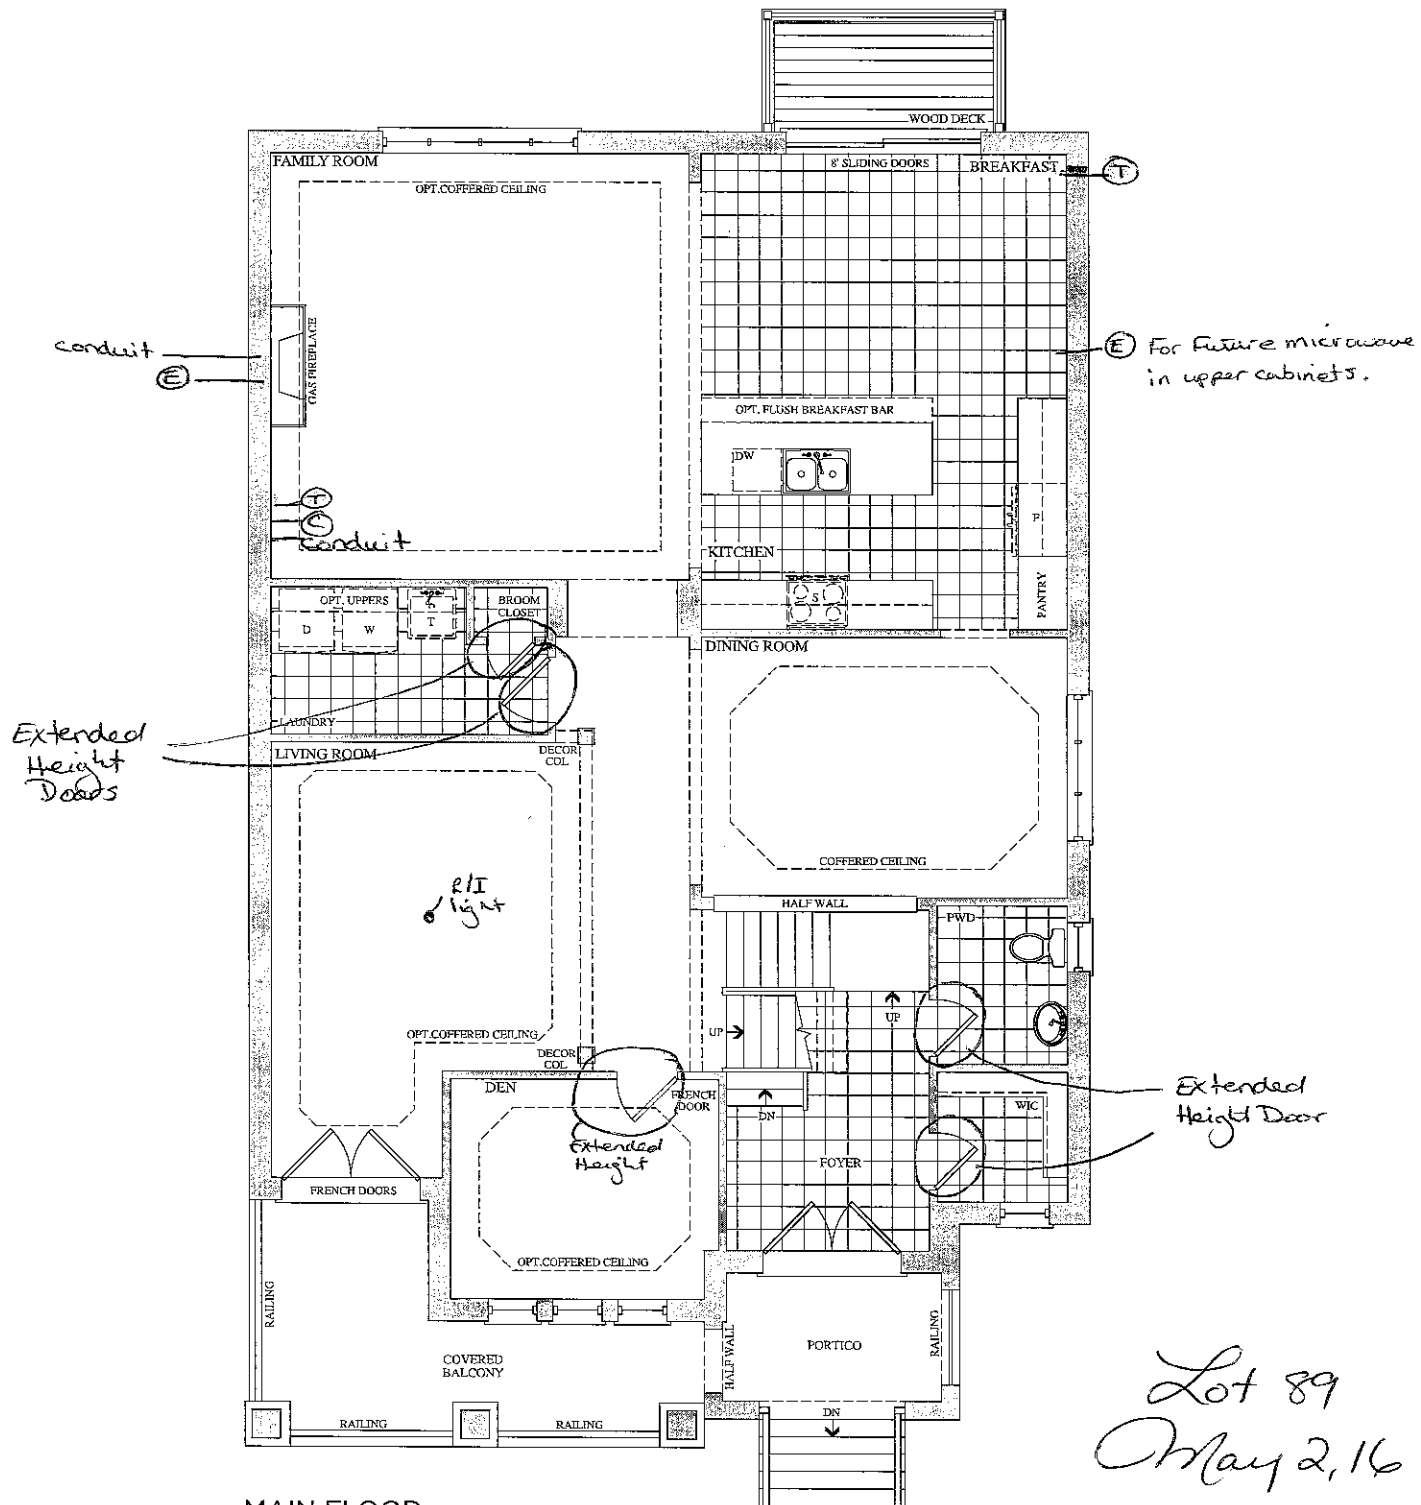 WOOD DECK
FAMILY ROOM
8' SLIDING DOORS
BREAKFAST
T
OPT.COFFERED CEILING
conduit
E
GAS FIREPLACE
E For Future microwave
in upper cabinets.
OPT. FLUSH BREAKFAST BAR
DW
T
C
conduit
F
KITCHEN
PANTRY
S
OPT. UPPERS
D
W
T
BROOM
CLOSET
DINING ROOM
LAUNDRY
Extended
Height
Doors
LIVING ROOM
DECOR
COL
COFFERED CEILING
R/I
light
HALF WALL
PWD
UP
UP
OPT.COFFERED CEILING
DECOR
COL
DEN
FRENCH
DOOR
DN
WIC
Extended
Height Door
Extended
Height
FOYER
FRENCH DOORS
OPT.COFFERED CEILING
RAILING
COVERED
BALCONY
HALF WALL
PORTICO
RAILING
RAILING
RAILING
DN
Lot 89
May 2, 16
MAIN FLOOR